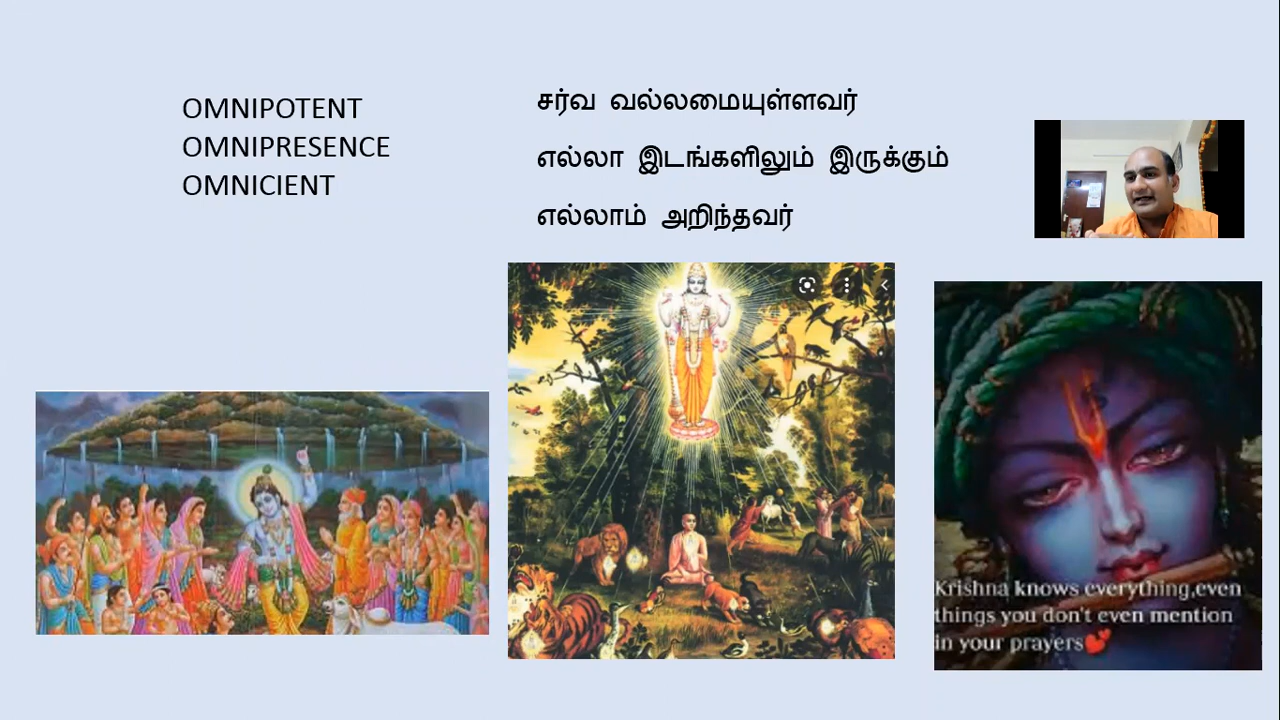 OMNIPOTENT
OMNIPRESENCE
OMNICIENT
சர்வ வல்லமையுள்ளவர்
எல்லா இடங்களிலும் இருக்கும்
எல்லாம் அறிந்தவர்
Krishna knows everything,even
things you don't even mention
in your prayers💕